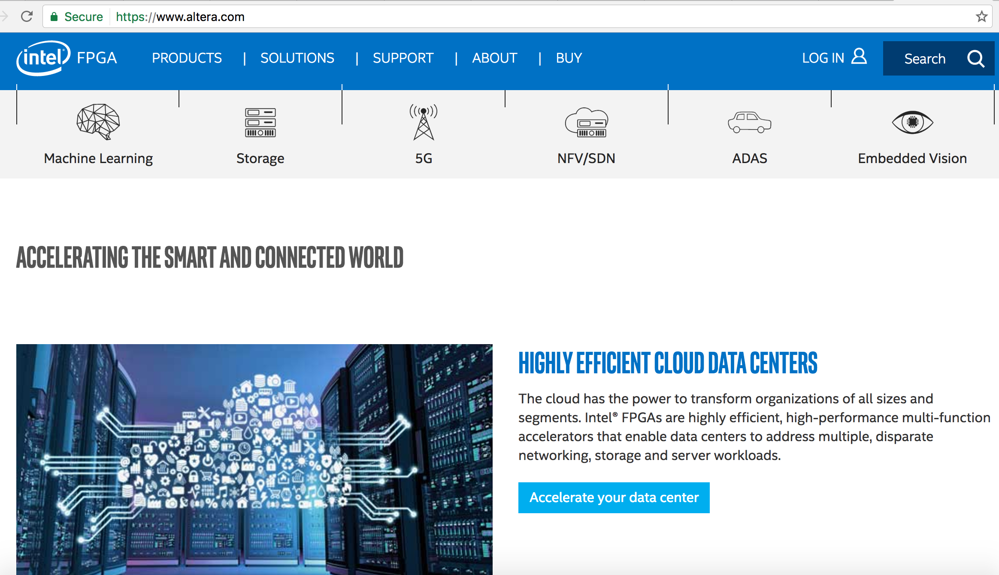 Secure https://www.altera.com
intel® FPGA PRODUCTS | SOLUTIONS | SUPPORT | ABOUT | BUY LOG IN Search
Machine Learning Storage 5G NFV/SDN ADAS Embedded Vision
ACCELERATING THE SMART AND CONNECTED WORLD
HIGHLY EFFICIENT CLOUD DATA CENTERS
The cloud has the power to transform organizations of all sizes and
segments. Intel® FPGAs are highly efficient, high-performance multi-function
accelerators that enable data centers to address multiple, disparate
networking, storage and server workloads.
Accelerate your data center